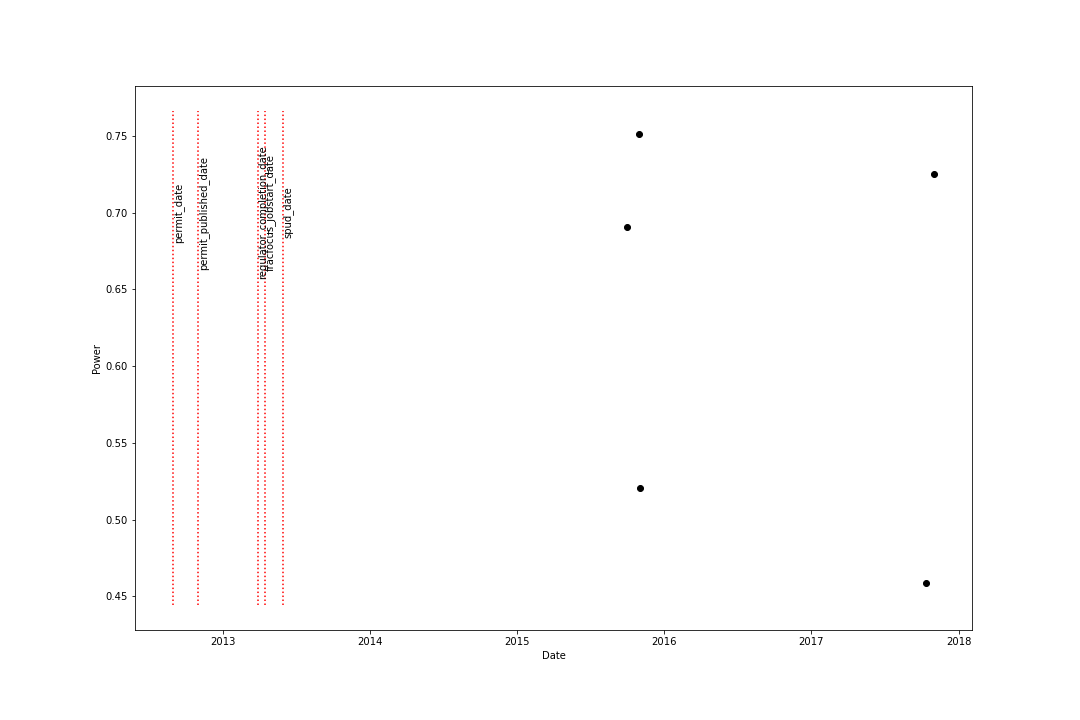 0.75
0.70
0.65
0.60
0.55
0.50
0.45
Power
permit_date
permit_published_date
regulator_completion_date
fracfocus_jobstart_date
spud_date
2013
2014
2015
2016
2017
2018
Date